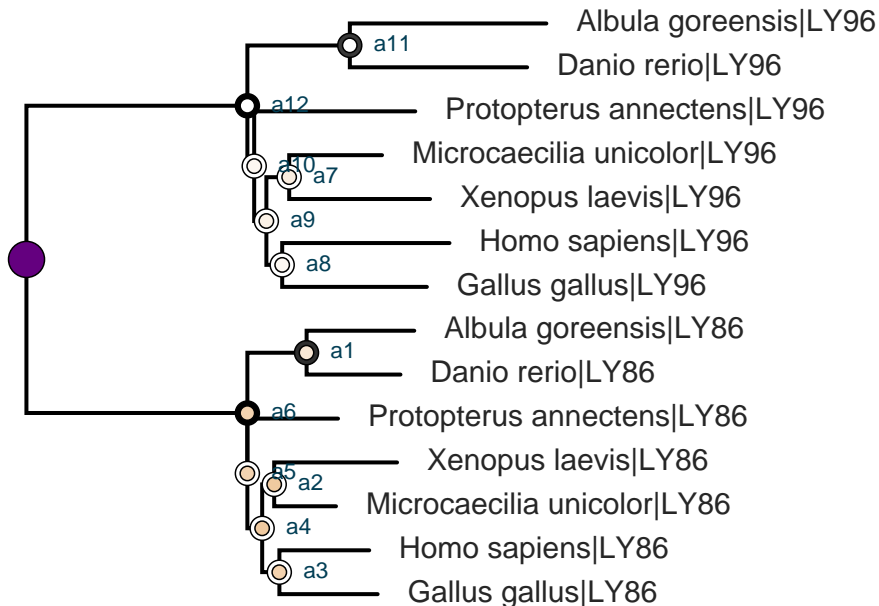 Albula goreensis|LY96
a11
Danio rerio|LY96
a12
Protopterus annectens|LY96
Microcaecilia unicolor|LY96
a10
a7
Xenopus laevis|LY96
a9
Homo sapiens|LY96
a8
Gallus gallus|LY96
Albula goreensis|LY86
a1
Danio rerio|LY86
a6
Protopterus annectens|LY86
Xenopus laevis|LY86
a5
a2
Microcaecilia unicolor|LY86
a4
Homo sapiens|LY86
a3
Gallus gallus|LY86